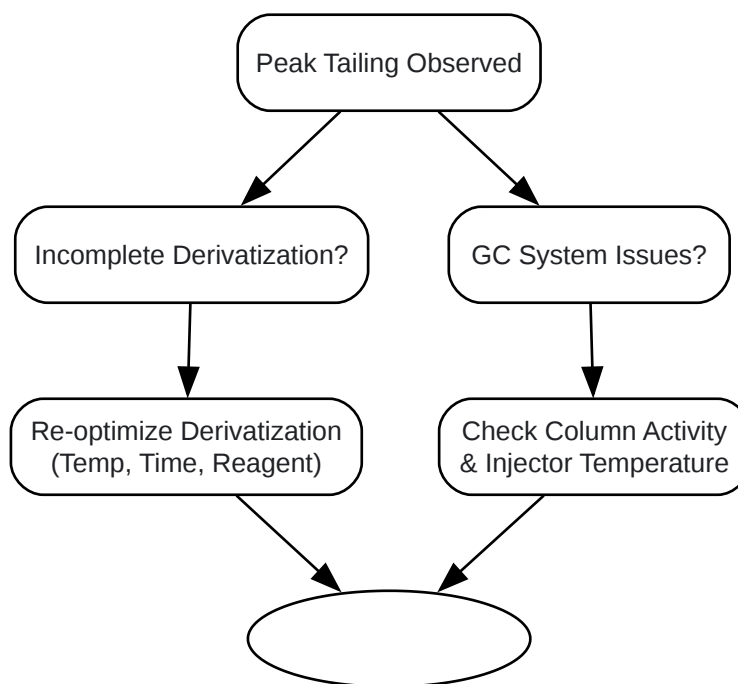 Peak Tailing Observed
Incomplete Derivatization?
GC System Issues?
Re-optimize Derivatization
(Temp, Time, Reagent)
Check Column Activity
& Injector Temperature